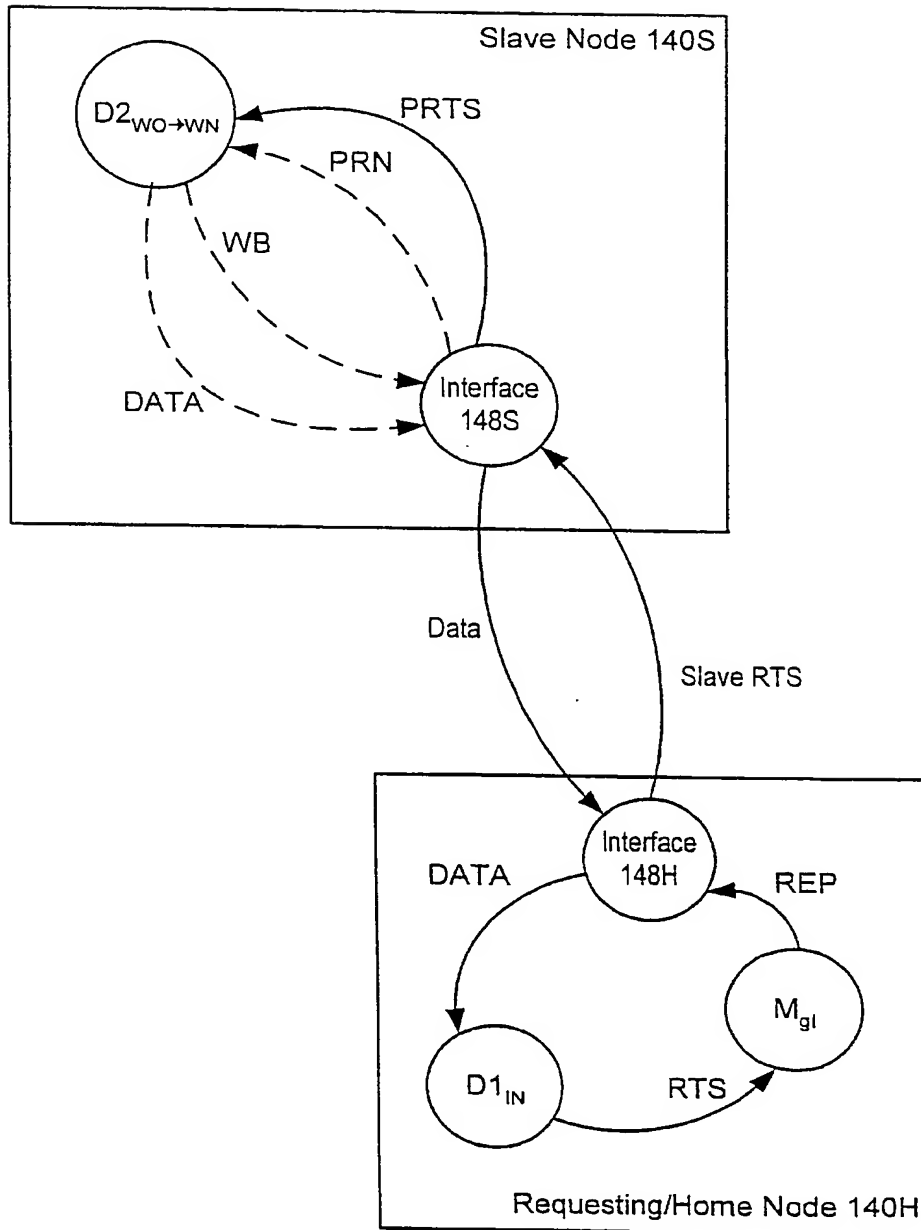 Slave Node 140S
D2WO→WN
PRTS
PRN
WB
DATA
Interface
148S
Data
Slave RTS
Interface
148H
DATA
REP
Mgl
D1IN
RTS
Requesting/Home Node 140H